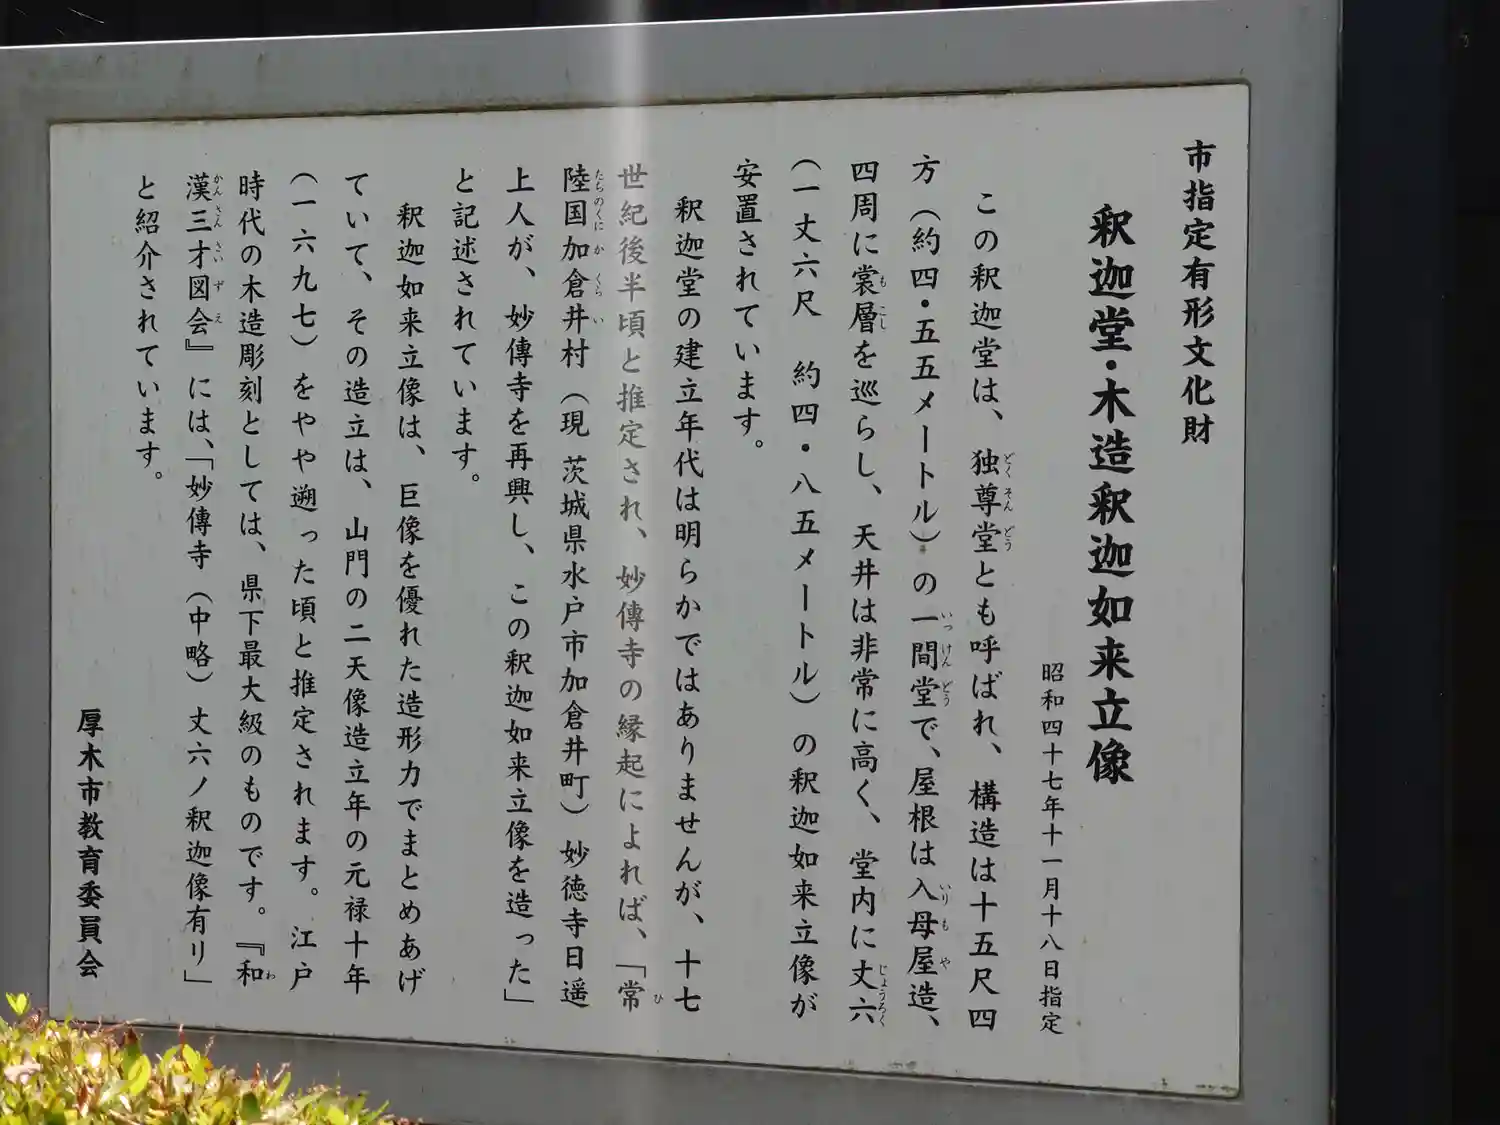 市指定有形文化財
釈迦堂・木造釈迦如来立像
昭和四十七年十一月十八日指定
この釈迦堂は、独尊堂とも呼ばれ、構造は十五尺四
方（約四・五五メートル）の一間堂で、屋根は入母屋造、
四周に裳層を巡らし、天井は非常に高く、堂内に丈六
（一丈六尺　約四・八五メートル）の釈迦如来立像が
安置されています。
釈迦堂の建立年代は明らかではありませんが、十七
世紀後半頃と推定され、妙傳寺の縁起によれば、「常
陸国加倉井村（現 茨城県水戸市加倉井町）妙徳寺日遥
上人が、妙傳寺を再興し、この釈迦如来立像を造った」
と記述されています。
釈迦如来立像は、巨像を優れた造形力でまとめあげ
ていて、その造立は、山門の二天像造立年の元禄十年
（一六九七）をやや遡った頃と推定されます。江戸
時代の木造彫刻としては、県下最大級のものです。『和
漢三才図会』には、「妙傳寺（中略）丈六ノ釈迦像有リ」
と紹介されています。
厚木市教育委員会